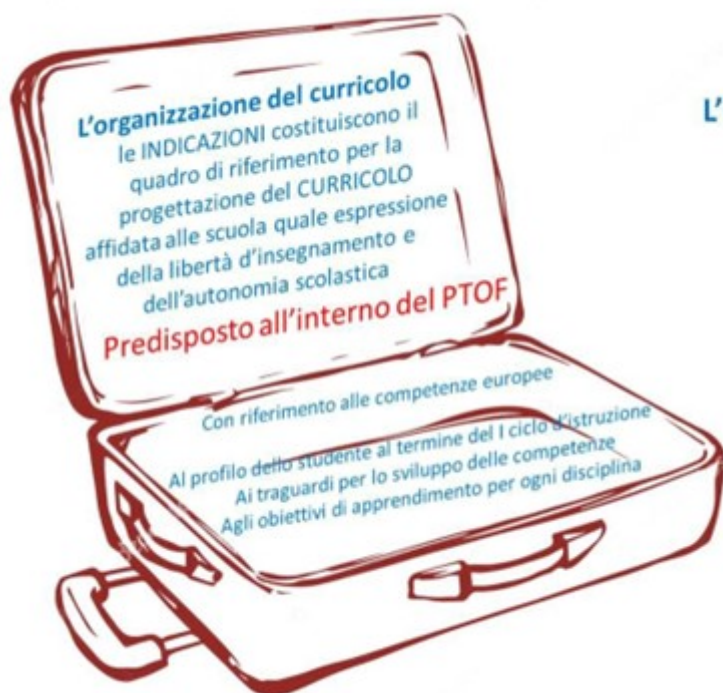 L'organizzazione del curricolo
le INDICAZIONI costituiscono il
quadro di riferimento per la
progettazione del CURRICOLO
affidata alle scuola quale espressione
della libertà d'insegnamento e
dell'autonomia scolastica
Predisposto all'interno del PTOF
Con riferimento alle competenze europee
Al profilo dello studente al termine del I ciclo d'istruzione
Ai traguardi per lo sviluppo delle competenze
Agli obiettivi di apprendimento per ogni disciplina
L'